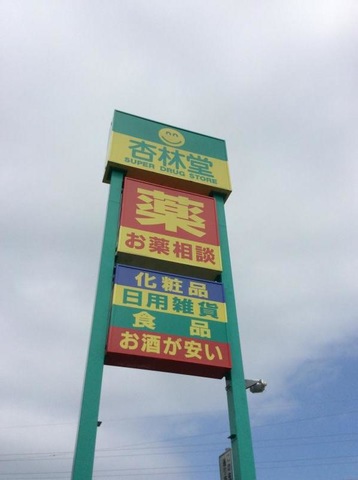 杏林堂
SUPER DRUG STORE
薬
お薬相談
化粧品
日用雑貨
食品
お酒が安い